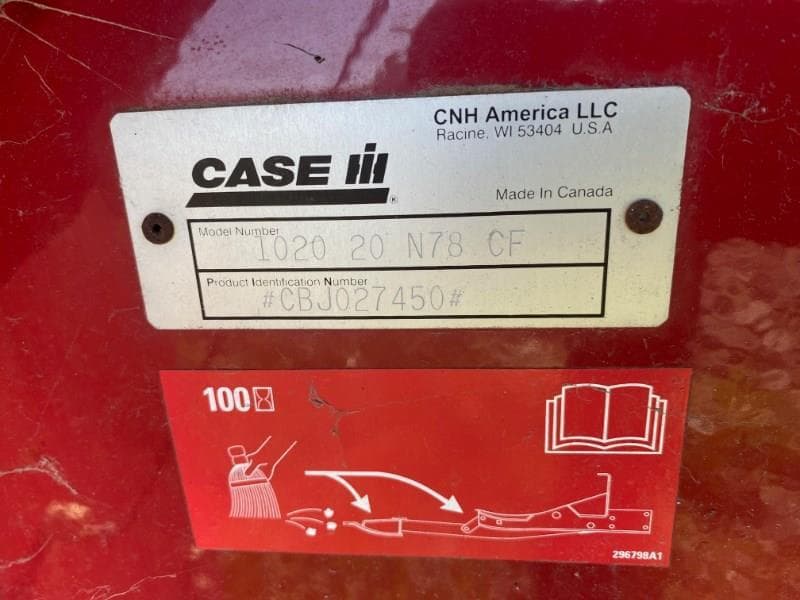 CNH America LLC
Racine, WI 53404 U.S.A
CASE IH
®
Made In Canada
Model Number
1020 20 N78 CF
Product Identification Number
#CBJ027450#
100
296798A1